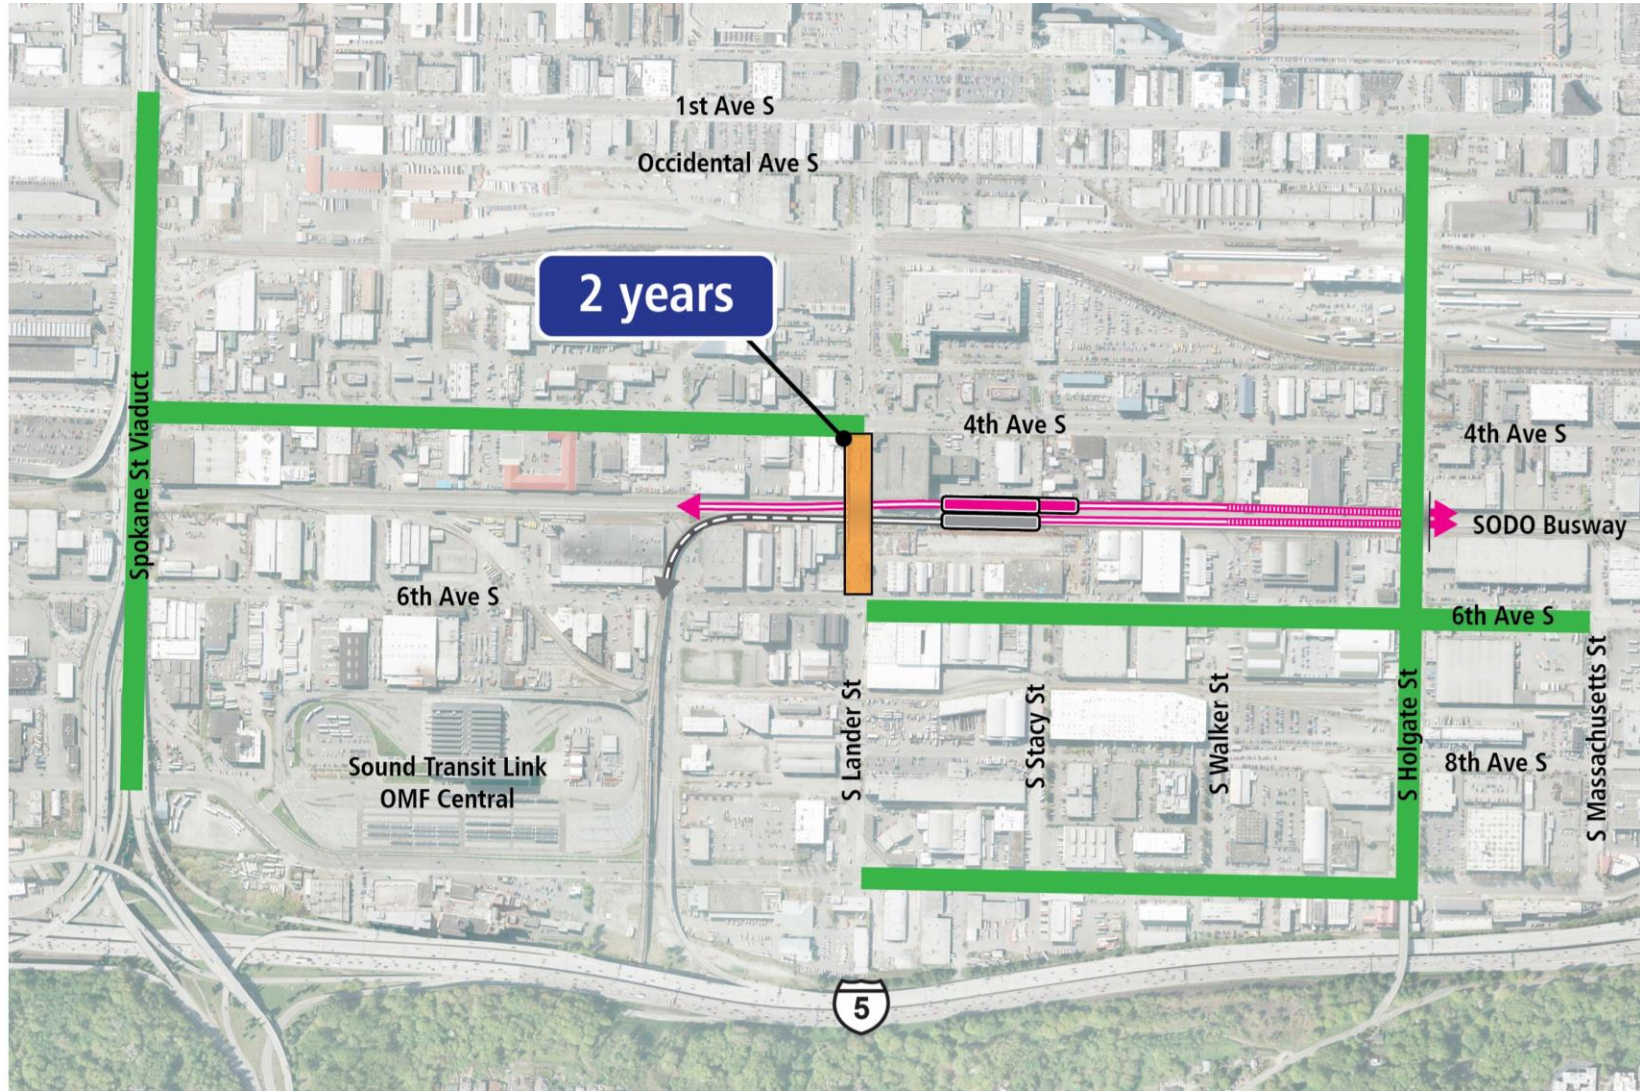 1st Ave S
Occidental Ave S
2 years
Spokane St Viaduct
4th Ave S
4th Ave S
SODO Busway
6th Ave S
6th Ave S
S Lander St
S Stacy St
S Walker St
S Holgate St
S Massachusetts St
8th Ave S
Sound Transit Link
OMF Central
5